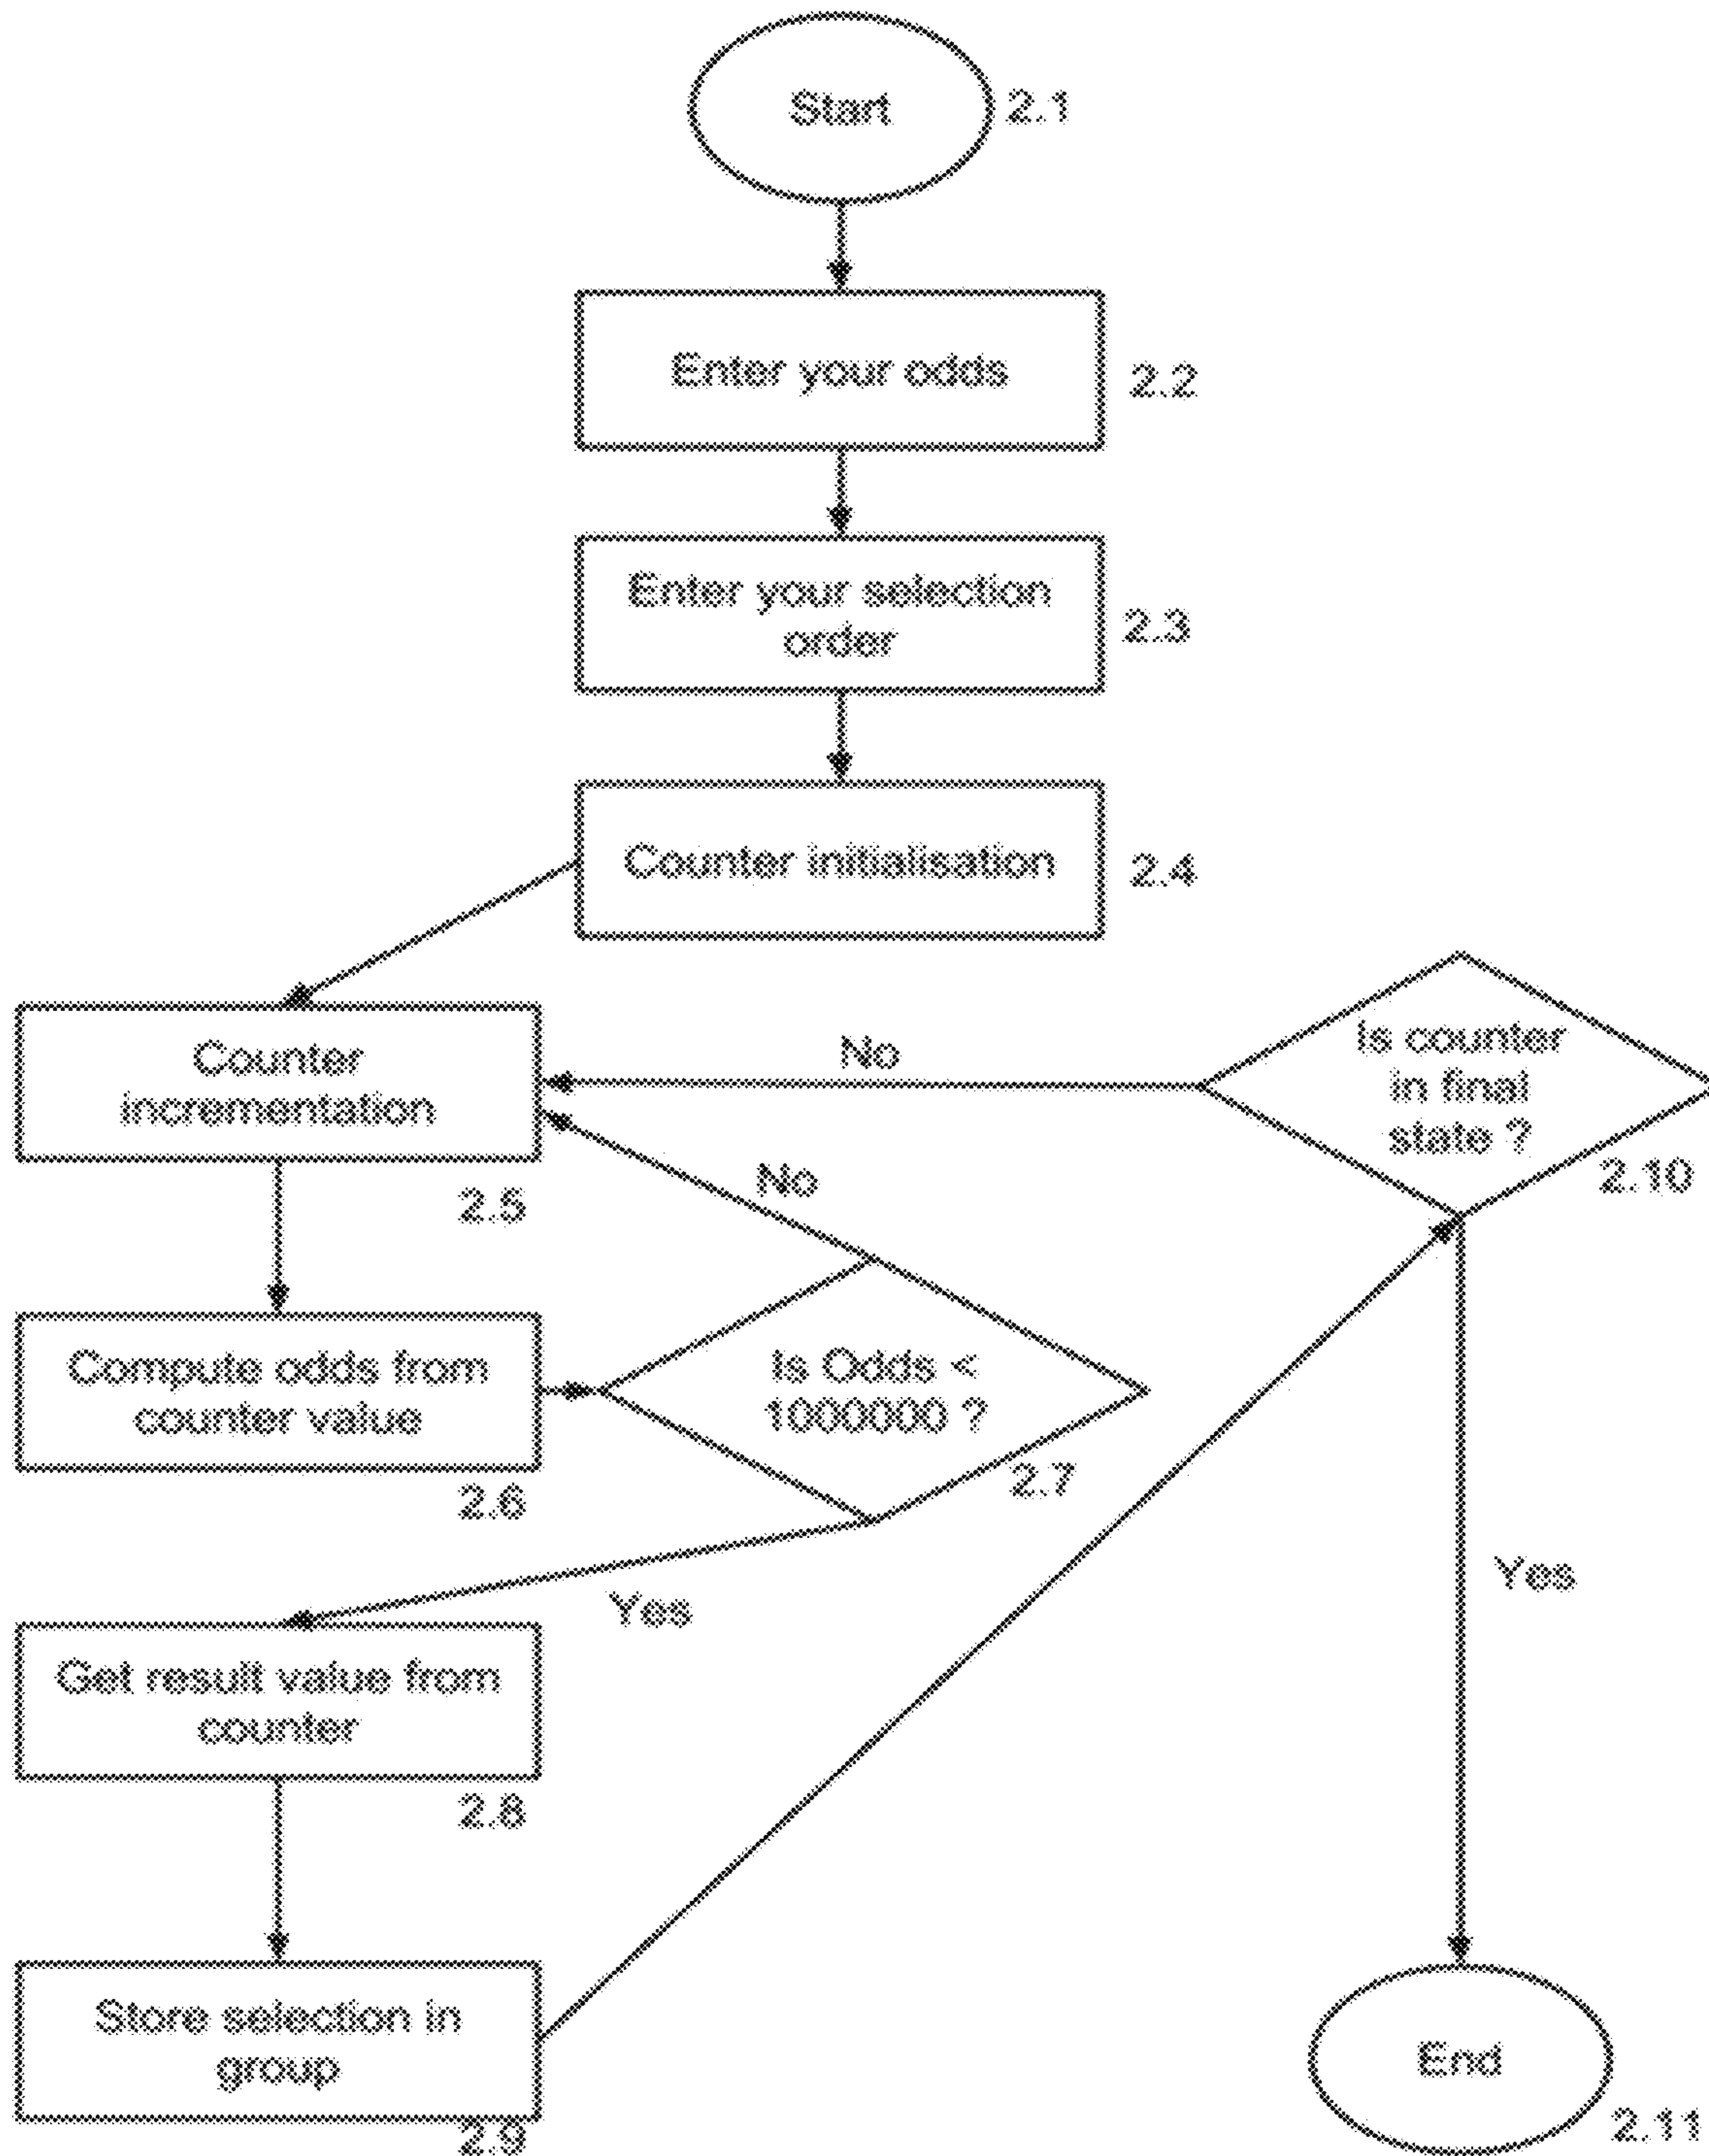 Start
2.1
Enter your odds
2.2
Enter your selection
order
2.3
Counter initialisation
2.4
Counter
incrementation
2.5
No
Is counter
in final
state ?
2.10
No
Compute odds from
counter value
2.6
Is Odds <
1000000 ?
2.7
Yes
Yes
Get result value from
counter
2.8
Store selection in
group
2.9
End
2.11